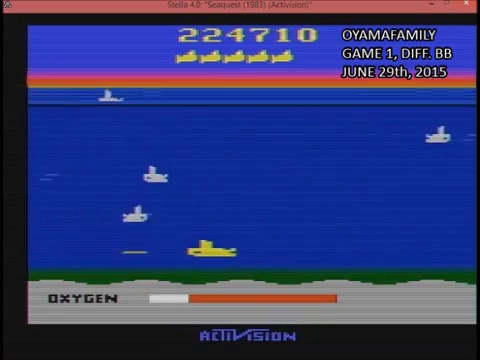 Stella 4.0: "Seaquest (1983) (Activision)"
224710
OYAMAFAMILY
GAME 1, DIFF. BB
JUNE 29th, 2015
OXYGEN
ACTIVISION